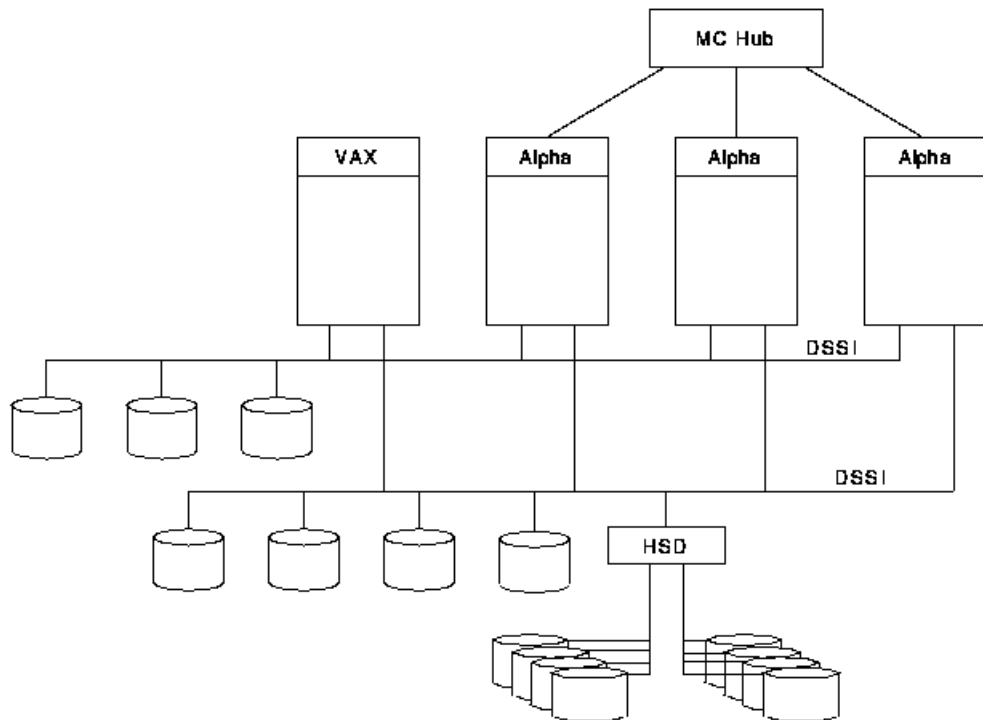 MC Hub
VAX
Alpha
Alpha
Alpha
DSSI
DSSI
HSD